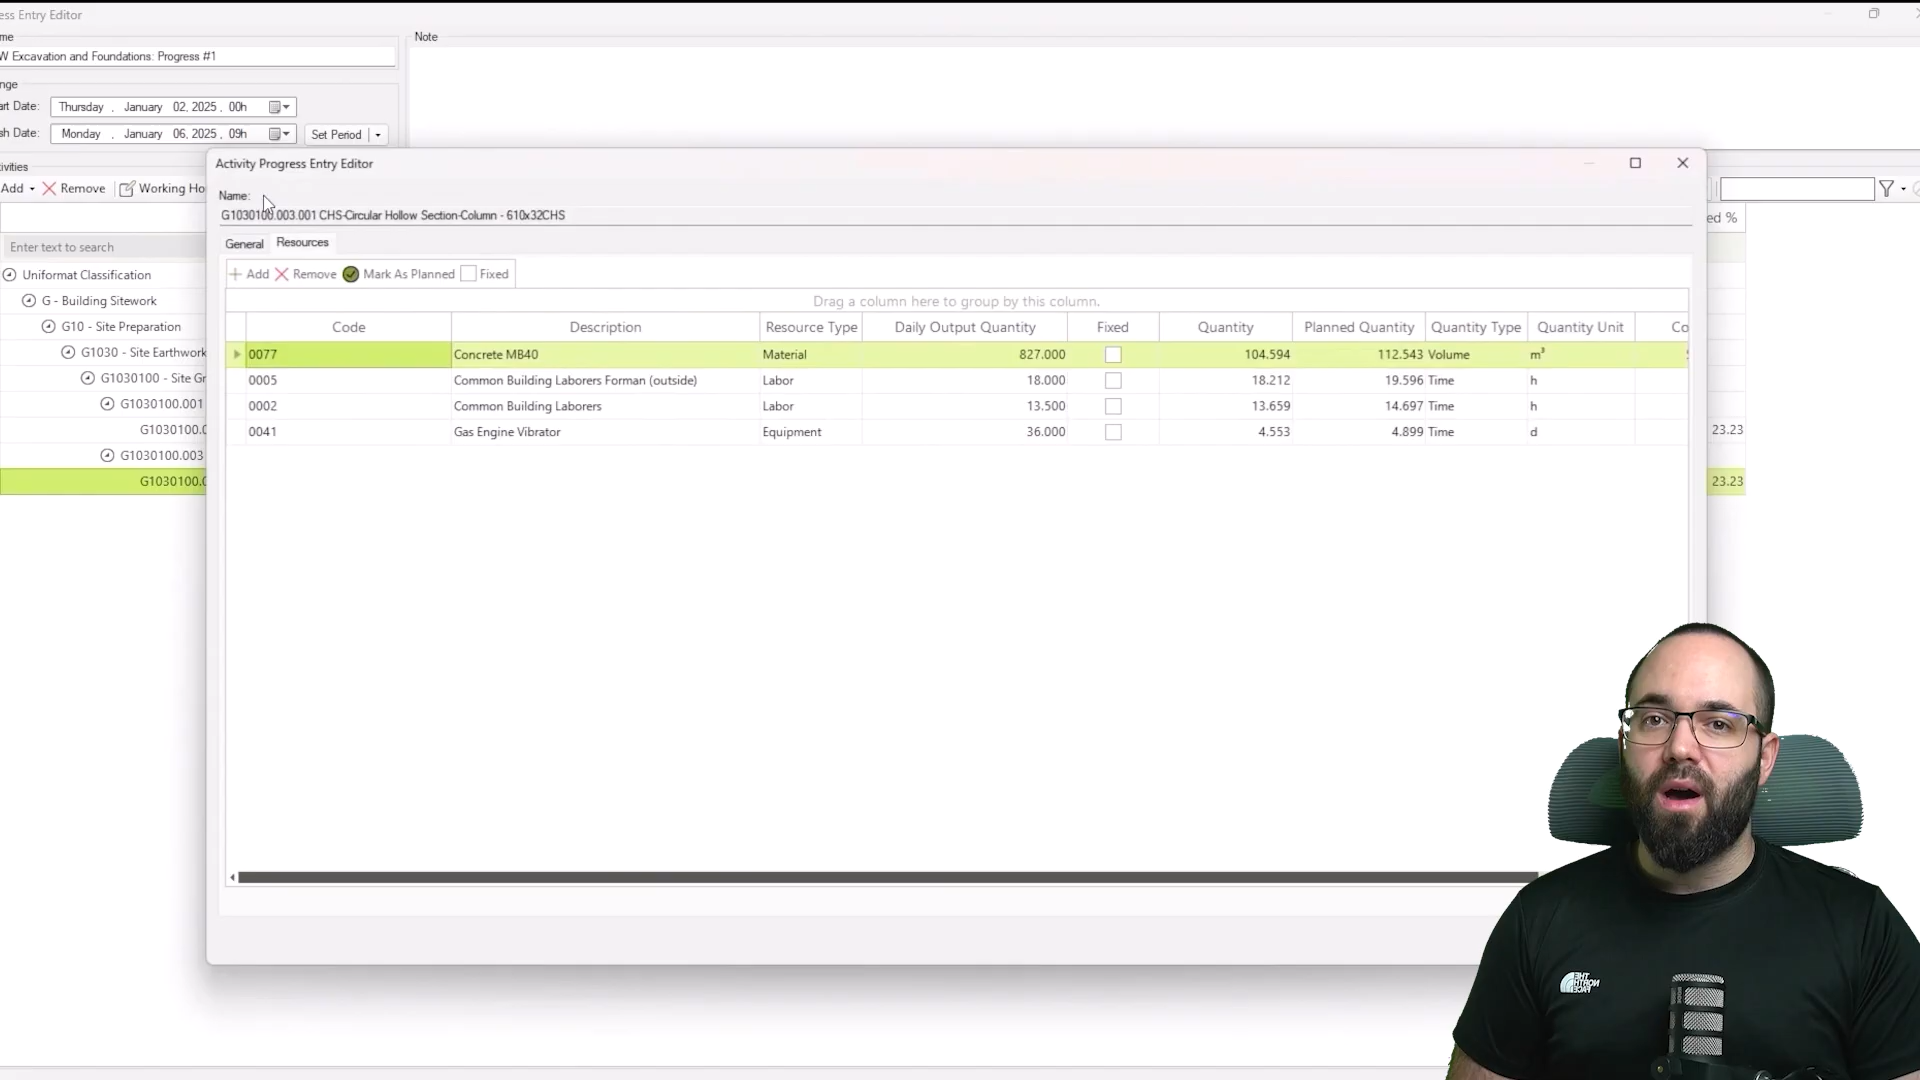 ess Entry Editor
me
Note
W Excavation and Foundations: Progress #1
nge
art Date: Thursday , January 02, 2025 , 00h
sh Date: Monday , January 06, 2025 , 09h Set Period
ivities
Add Remove Working Ho
ed %
Enter text to search
Uniformat Classification
G - Building Sitework
G10 - Site Preparation
G1030 - Site Earthwork
G1030100 - Site Gr
G1030100.001
G1030100.0 23.23
G1030100.003
G1030100.0 23.23
Activity Progress Entry Editor
Name:
G1030100.003.001 CHS-Circular Hollow Section-Column - 610x32CHS
General Resources
Add Remove Mark As Planned Fixed
Drag a column here to group by this column.
Code Description Resource Type Daily Output Quantity Fixed Quantity Planned Quantity Quantity Type Quantity Unit Co
0077 Concrete MB40 Material 827.000 104.594 112.543 Volume m³
0005 Common Building Laborers Forman (outside) Labor 18.000 18.212 19.596 Time h
0002 Common Building Laborers Labor 13.500 13.659 14.697 Time h
0041 Gas Engine Vibrator Equipment 36.000 4.553 4.899 Time d
THE
NORTH
FACE